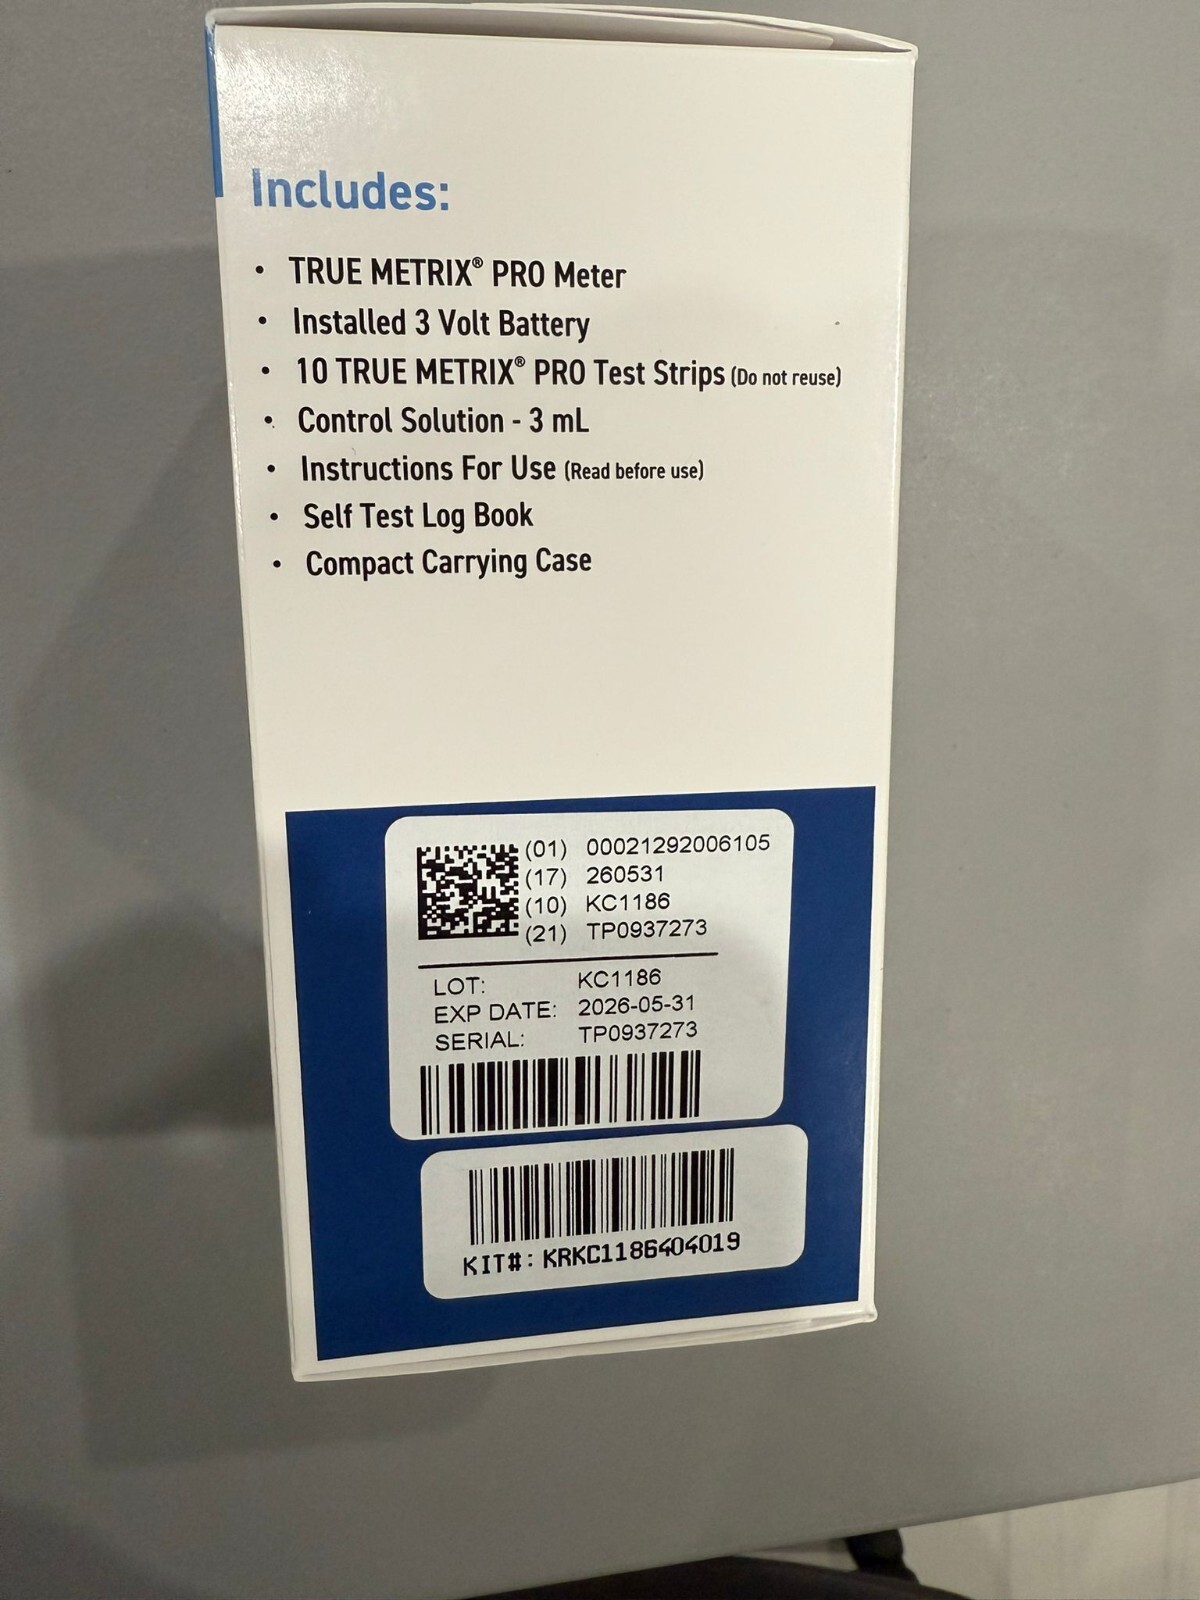 Includes:
• TRUE METRIX® PRO Meter
• Installed 3 Volt Battery
• 10 TRUE METRIX® PRO Test Strips (Do not reuse)
• Control Solution - 3 mL
• Instructions For Use (Read before use)
• Self Test Log Book
• Compact Carrying Case
(01) 00021292006105
(17) 260531
(10) KC1186
(21) TP0937273
LOT: KC1186
EXP DATE: 2026-05-31
SERIAL: TP0937273
KIT#: KRKC1186404019